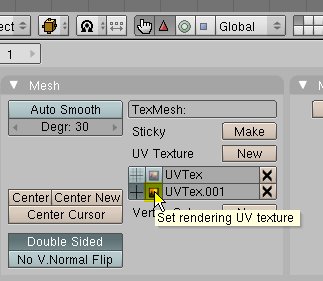 ect
Global
1
Mesh
Auto Smooth
Degr: 30
TexMesh:
Sticky
Make
UV Texture
New
UVTex
UVTex.001
Center
Center New
Center Cursor
Set rendering UV texture
Double Sided
No V.Normal Flip